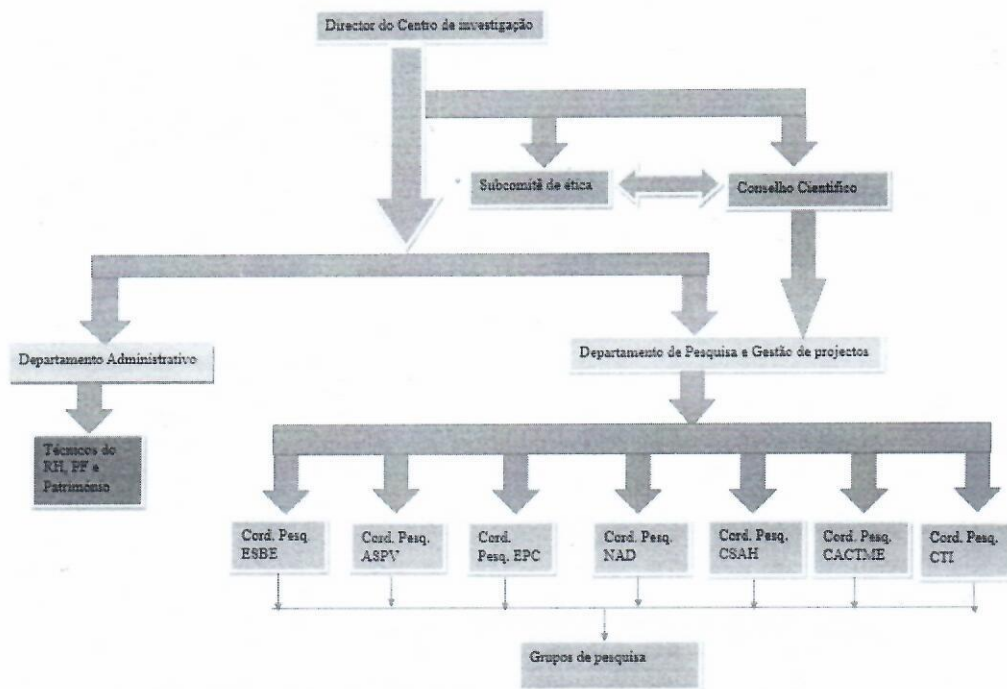 Director do Centro de investigação
Subcomitê de ética
Conselho Cientifico
Departamento Administrativo
Departamento de Pesquisa e Gestão de projectos
Técnicos do
RH, PF e
Património
Cord. Pesq.
ESBE
Cord. Pesq.
ASPV
Cord.
Pesq. EPC
Cord. Pesq.
NAD
Cord. Pesq.
CSAH
Cord. Pesq.
CACTME
Cord. Pesq.
CTI
Grupos de pesquisa